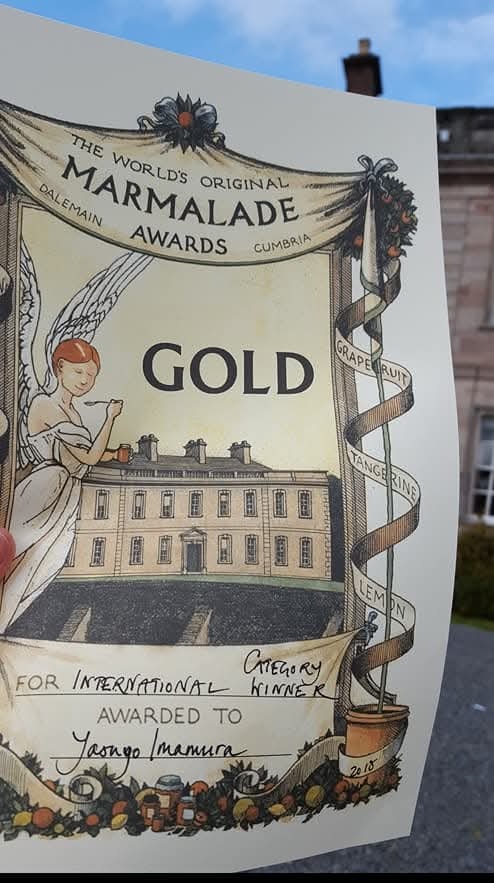 THE WORLD'S ORIGINAL
MARMALADE
DALEMAIN AWARDS CUMBRIA
GOLD
GRAPEFRUIT
TANGERINE
LEMON
FOR INTERNATIONAL CATEGORY WINNER
AWARDED TO
Yasngo Imamura
2018